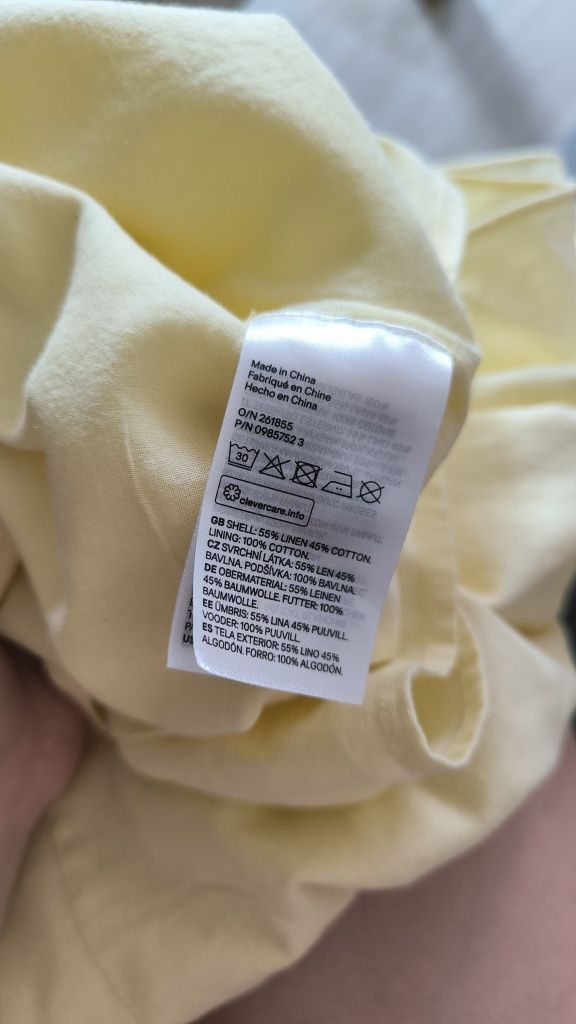 Made in China
Fabriqué en Chine
Hecho en China
O/N 261855
P/N 0985752 3
30
clevercare.info
GB SHELL: 55% LINEN 45% COTTON.
LINING: 100% COTTON.
CZ SVRCHNÍ LÁTKA: 55% LEN 45%
BAVLNA. PODŠÍVKA: 100% BAVLNA.
DE OBERMATERIAL: 55% LEINEN
45% BAUMWOLLE. FUTTER: 100%
BAUMWOLLE.
EE ÜMBRIS: 55% LINA 45% PUUVILL.
VOODER: 100% PUUVILL.
ES TELA EXTERIOR: 55% LINO 45%
ALGODÓN. FORRO: 100% ALGODÓN.